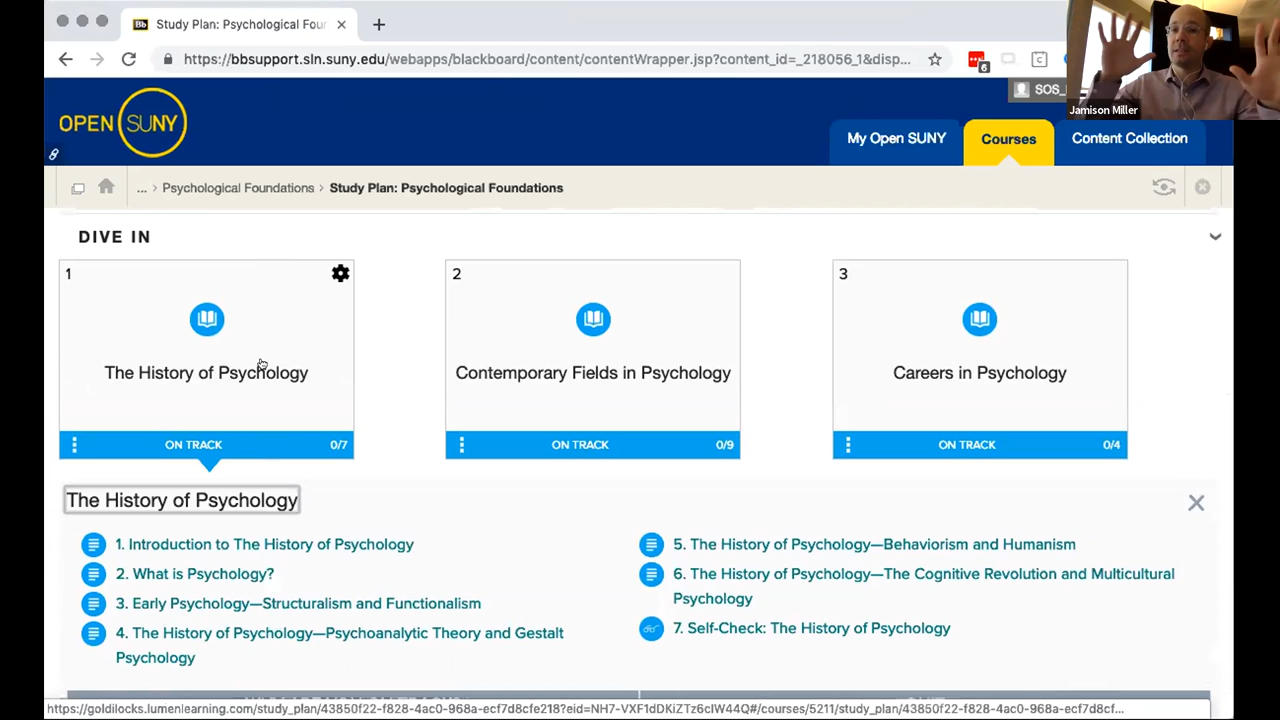 Bb Study Plan: Psychological Four
https://bbsupport.sln.suny.edu/webapps/blackboard/content/contentWrapper.jsp?content_id=_218056_1&disp...
6
C
SOS_
Jamison Miller
OPEN SUNY
My Open SUNY
Courses
Content Collection
... › Psychological Foundations › Study Plan: Psychological Foundations
DIVE IN
1
The History of Psychology
ON TRACK 0/7
2
Contemporary Fields in Psychology
ON TRACK 0/9
3
Careers in Psychology
ON TRACK 0/4
The History of Psychology
1. Introduction to The History of Psychology
2. What is Psychology?
3. Early Psychology—Structuralism and Functionalism
4. The History of Psychology—Psychoanalytic Theory and Gestalt
Psychology
5. The History of Psychology—Behaviorism and Humanism
6. The History of Psychology—The Cognitive Revolution and Multicultural
Psychology
7. Self-Check: The History of Psychology
https://goldilocks.lumenlearning.com/study_plan/43850f22-f828-4ac0-968a-ecf7d8cfe218?eid=NH7-VXF1dDKiZTz6cIW44Q#/courses/5211/study_plan/43850f22-f828-4ac0-968a-ecf7d8cf...